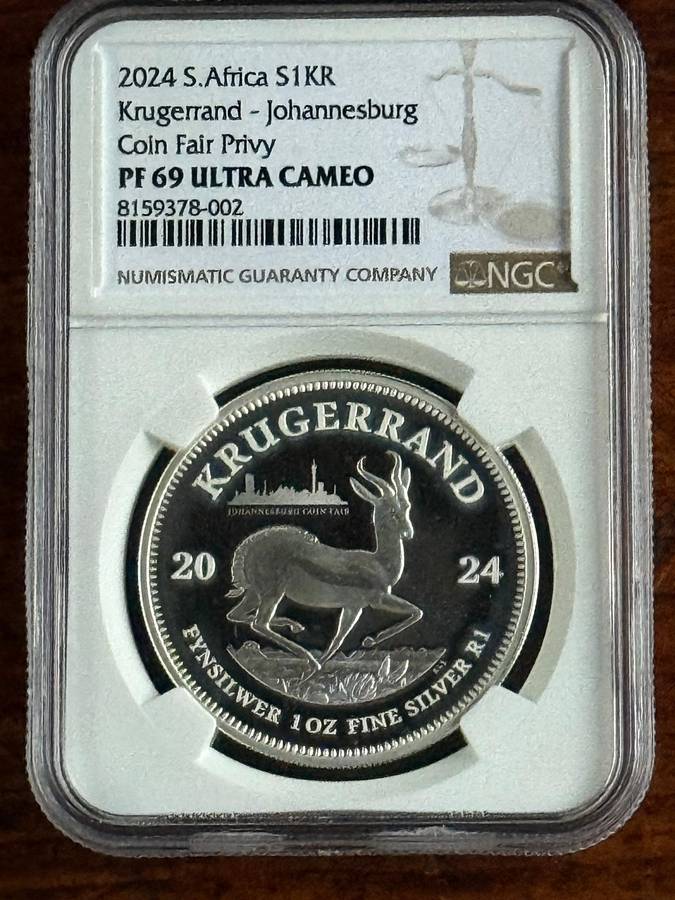 2024 S.Africa S1KR
Krugerrand - Johannesburg
Coin Fair Privy
PF 69 ULTRA CAMEO
8159378-002
NUMISMATIC GUARANTY COMPANY
NGC
KRUGERRAND
JOHANNESBURG COIN FAIR
20 24
FYNSILWER 1 OZ FINE SILVER R1